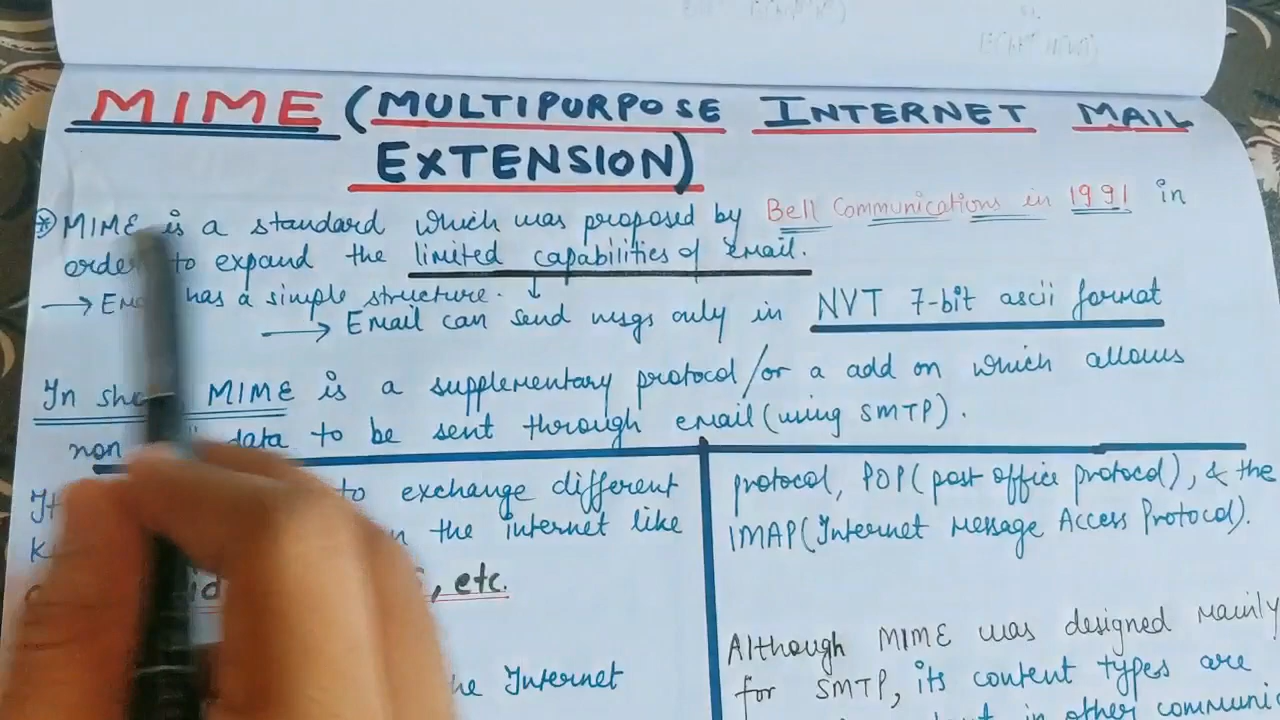 MIME (MULTIPURPOSE INTERNET MAIL
EXTENSION)
MIME is a standard which was proposed by Bell Communications in 1991 in
order to expand the limited capabilities of Email.
→ has a simple structure. ↓
→ Email can send msgs only in NVT 7-bit ascii format
In MIME is a supplementary protocol/or a add on which allows
non data to be sent through email (using SMTP).
to exchange different
the internet like
, etc.
Internet
protocol, POP(post office protocol), & the
IMAP(Internet Message Access Protocol).
Although MIME was designed mainly
for SMTP, its content types are
in other